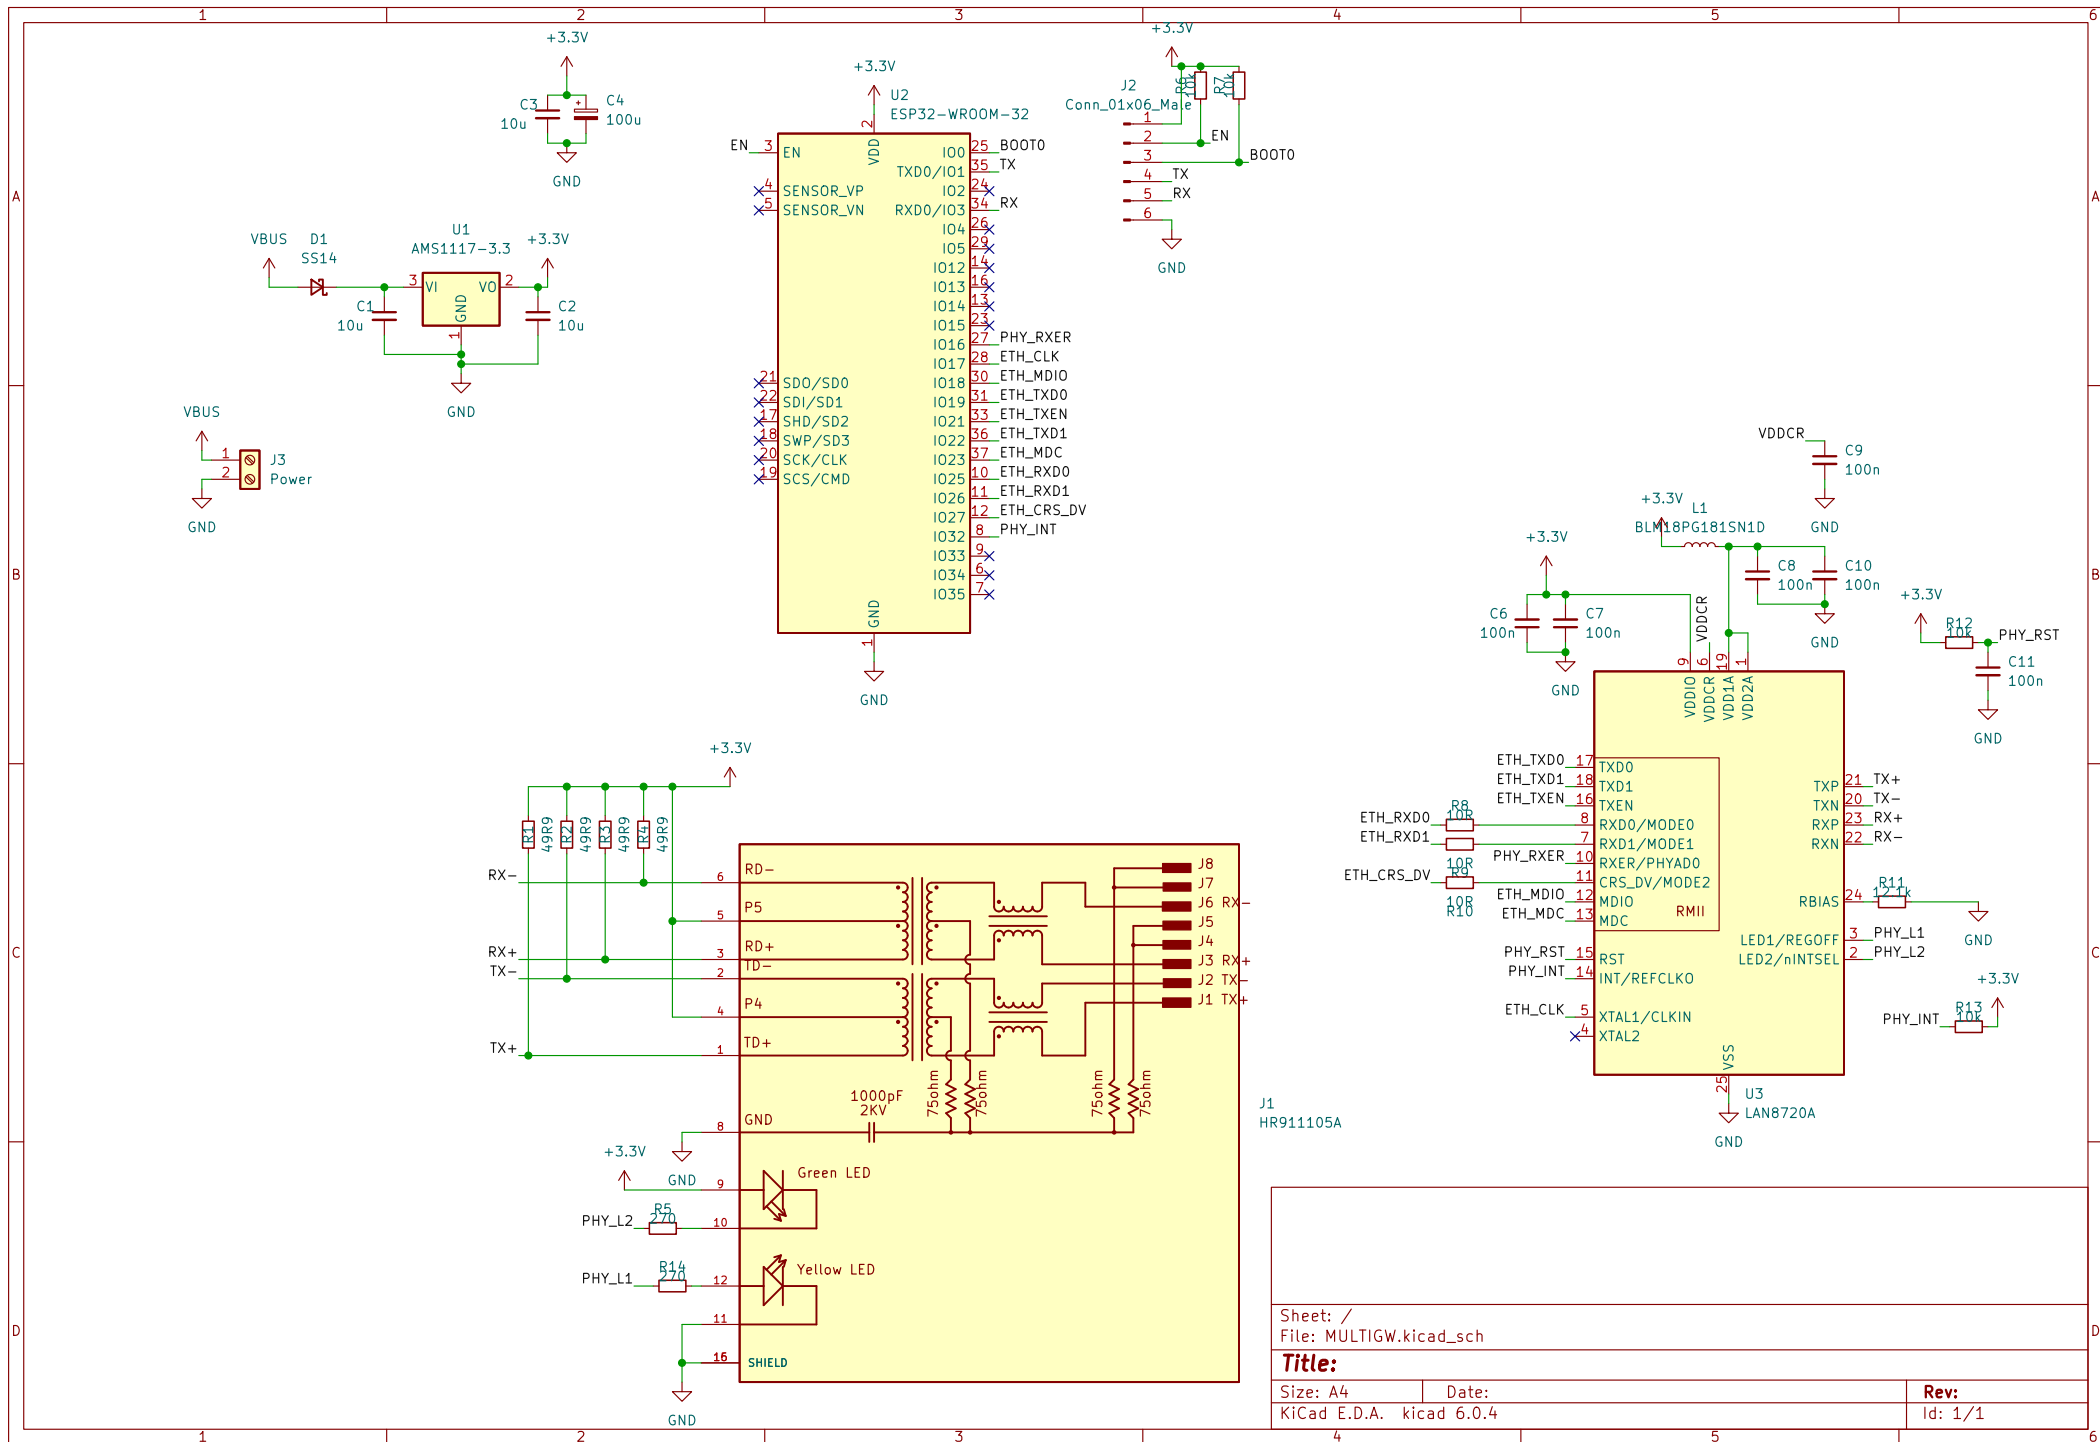 1 2 3 4 5 6
A
B
C
D
+3.3V
C3
10u
C4
100u
GND
VBUS
D1
SS14
U1
AMS1117-3.3
+3.3V
3 VI
VO 2
GND
1
C1
10u
C2
10u
GND
VBUS
1
2
J3
Power
GND
+3.3V
U2
ESP32-WROOM-32
2
VDD
EN 3 EN
4 SENSOR_VP
5 SENSOR_VN
21 SDO/SD0
22 SDI/SD1
17 SHD/SD2
18 SWP/SD3
20 SCK/CLK
19 SCS/CMD
IO0 25 BOOT0
TXD0/IO1 35 TX
IO2 24
RXD0/IO3 34 RX
IO4 26
IO5 29
IO12 14
IO13 16
IO14 13
IO15 23
IO16 27 PHY_RXER
IO17 28 ETH_CLK
IO18 30 ETH_MDIO
IO19 31 ETH_TXD0
IO21 33 ETH_TXEN
IO22 36 ETH_TXD1
IO23 37 ETH_MDC
IO25 10 ETH_RXD0
IO26 11 ETH_RXD1
IO27 12 ETH_CRS_DV
IO32 8 PHY_INT
IO33 9
IO34 6
IO35 7
GND
1
GND
+3.3V
J2
Conn_01x06_Male
R6
10k
R7
10k
1
2 EN
3 BOOT0
4 TX
5 RX
6
GND
VDDCR
C9
100n
GND
+3.3V
L1
BLM18PG181SN1D
C8
100n
C10
100n
GND
+3.3V
C6
100n
C7
100n
GND
VDDCR
+3.3V
R12
10k
PHY_RST
C11
100n
GND
9 6 19 1
VDDIO
VDDCR
VDD1A
VDD2A
ETH_TXD0 17 TXD0
ETH_TXD1 18 TXD1
ETH_TXEN 16 TXEN
ETH_RXD0 R8 10R 8 RXD0/MODE0
ETH_RXD1 7 RXD1/MODE1
10R
R9
PHY_RXER 10 RXER/PHYAD0
ETH_CRS_DV 11 CRS_DV/MODE2
10R
R10
ETH_MDIO 12 MDIO
ETH_MDC 13 MDC
RMII
PHY_RST 15 RST
PHY_INT 14 INT/REFCLKO
ETH_CLK 5 XTAL1/CLKIN
4 XTAL2
TXP 21 TX+
TXN 20 TX-
RXP 23 RX+
RXN 22 RX-
RBIAS 24
R11
12.1k
GND
LED1/REGOFF 3 PHY_L1
LED2/nINTSEL 2 PHY_L2
VSS
25
U3
LAN8720A
GND
+3.3V
R13
10k
PHY_INT
+3.3V
R1
49R9
R2
49R9
R3
49R9
R4
49R9
RX- 6 RD-
5 P5
RX+ 3 RD+
TX- 2 TD-
4 P4
TX+ 1 TD+
J8
J7
J6 RX-
J5
J4
J3 RX+
J2 TX-
J1 TX+
75ohm
75ohm
75ohm
75ohm
1000pF
2KV
8 GND
GND
J1
HR911105A
+3.3V
9
Green LED
PHY_L2
R5
270
10
PHY_L1
R14
270
12
Yellow LED
11
SHIELD
GND
Sheet: /
File: MULTIGW.kicad_sch
Title:
Size: A4
Date:
Rev:
KiCad E.D.A. kicad 6.0.4
Id: 1/1
A
B
C
D
1 2 3 4 5 6